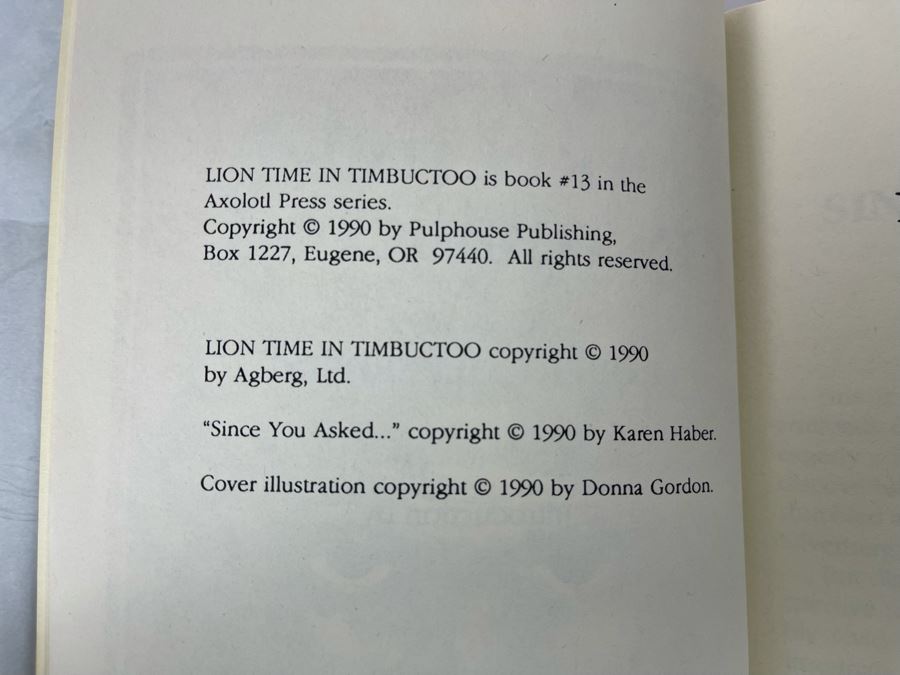 LION TIME IN TIMBUCTOO is book #13 in the
Axolotl Press series.
Copyright © 1990 by Pulphouse Publishing,
Box 1227, Eugene, OR 97440. All rights reserved.
LION TIME IN TIMBUCTOO copyright © 1990
by Agberg, Ltd.
"Since You Asked..." copyright © 1990 by Karen Haber.
Cover illustration copyright © 1990 by Donna Gordon.